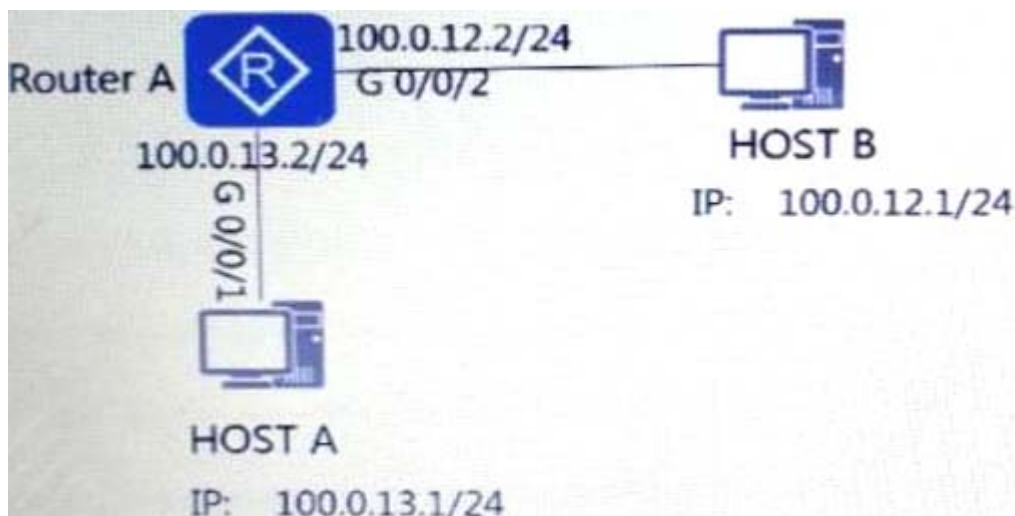 100.0.12.2/24
Router A
R
G 0/0/2
HOST B
100.0.13.2/24
IP: 100.0.12.1/24
G 0/0/1
HOST A
IP: 100.0.13.1/24